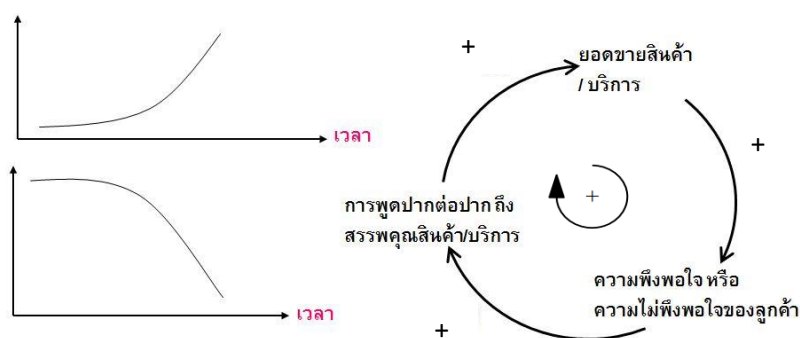 เวลา
เวลา
+
ยอดขายสินค้า
/ บริการ
+
การพูดปากต่อปาก ถึง
สรรพคุณสินค้า/บริการ
+
ความพึงพอใจ หรือ
ความไม่พึงพอใจของลูกค้า
+